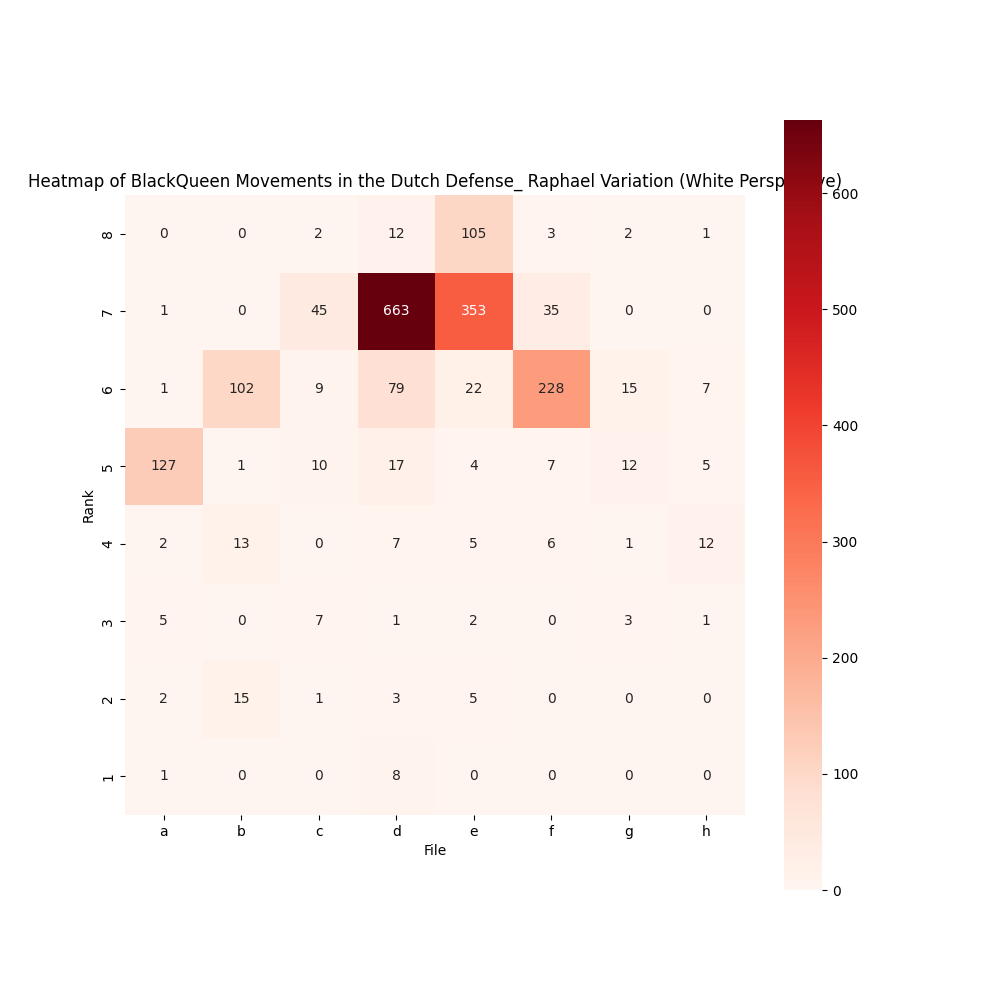 Heatmap of BlackQueen Movements in the Dutch Defense_ Raphael Variation (White Perspective)
600
8 0 0 2 12 105 3 2 1
7 1 0 45 663 353 35 0 0
500
6 1 102 9 79 22 228 15 7
400
5 127 1 10 17 4 7 12 5
Rank
4 2 13 0 7 5 6 1 12
300
3 5 0 7 1 2 0 3 1
200
2 2 15 1 3 5 0 0 0
1 1 0 0 8 0 0 0 0
100
a b c d e f g h
File
0